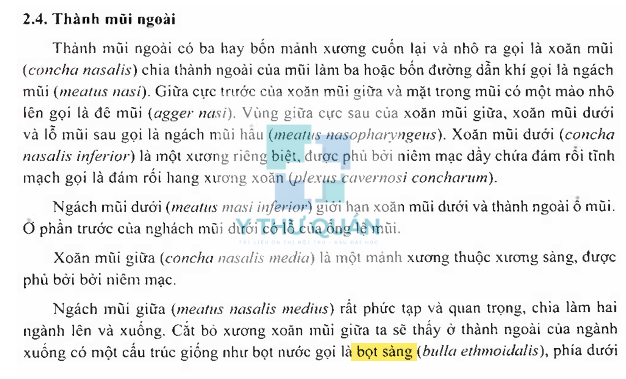 2.4. Thành mũi ngoài
Thành mũi ngoài có ba hay bốn mảnh xương cuốn lại và nhô ra gọi là xoăn mũi
(concha nasalis) chia thành ngoài của mũi làm ba hoặc bốn đường dẫn khí gọi là ngách
mũi (meatus nasi). Giữa cực trước của xoăn mũi giữa và mặt trong mũi có một mào nhỏ
lên gọi là đê mũi (agger nasi). Vùng giữa cực sau của xoăn mũi giữa, xoăn mũi dưới
và lỗ mũi sau gọi là ngách mũi hầu (meatus nasopharyngeus). Xoăn mũi dưới (concha
nasalis inferior) là một xương riêng biệt, được phủ bởi niêm mạc dầy chứa đám rối tĩnh
mạch gọi là đám rối hang xương xoăn (plexus cavernosi concharum).
Ngách mũi dưới (meatus nasi inferior) giới hạn xoăn mũi dưới và thành ngoài ổ mũi.
Ở phần trước của nghách mũi dưới có lỗ của ống lệ mũi.
Y THƯ QUÁN
Xoăn mũi giữa (concha nasalis media) là một mảnh xương thuộc xương sàng, được
phủ bởi bởi niêm mạc.
Ngách mũi giữa (meatus nasalis medius) rất phức tạp và quan trọng, chia làm hai
ngành lên và xuống. Cắt bỏ xương xoăn mũi giữa ta sẽ thấy ở thành ngoài của ngành
xuống có một cấu trúc giống như bọt nước gọi là bọt sàng (bulla ethmoidalis), phía dưới